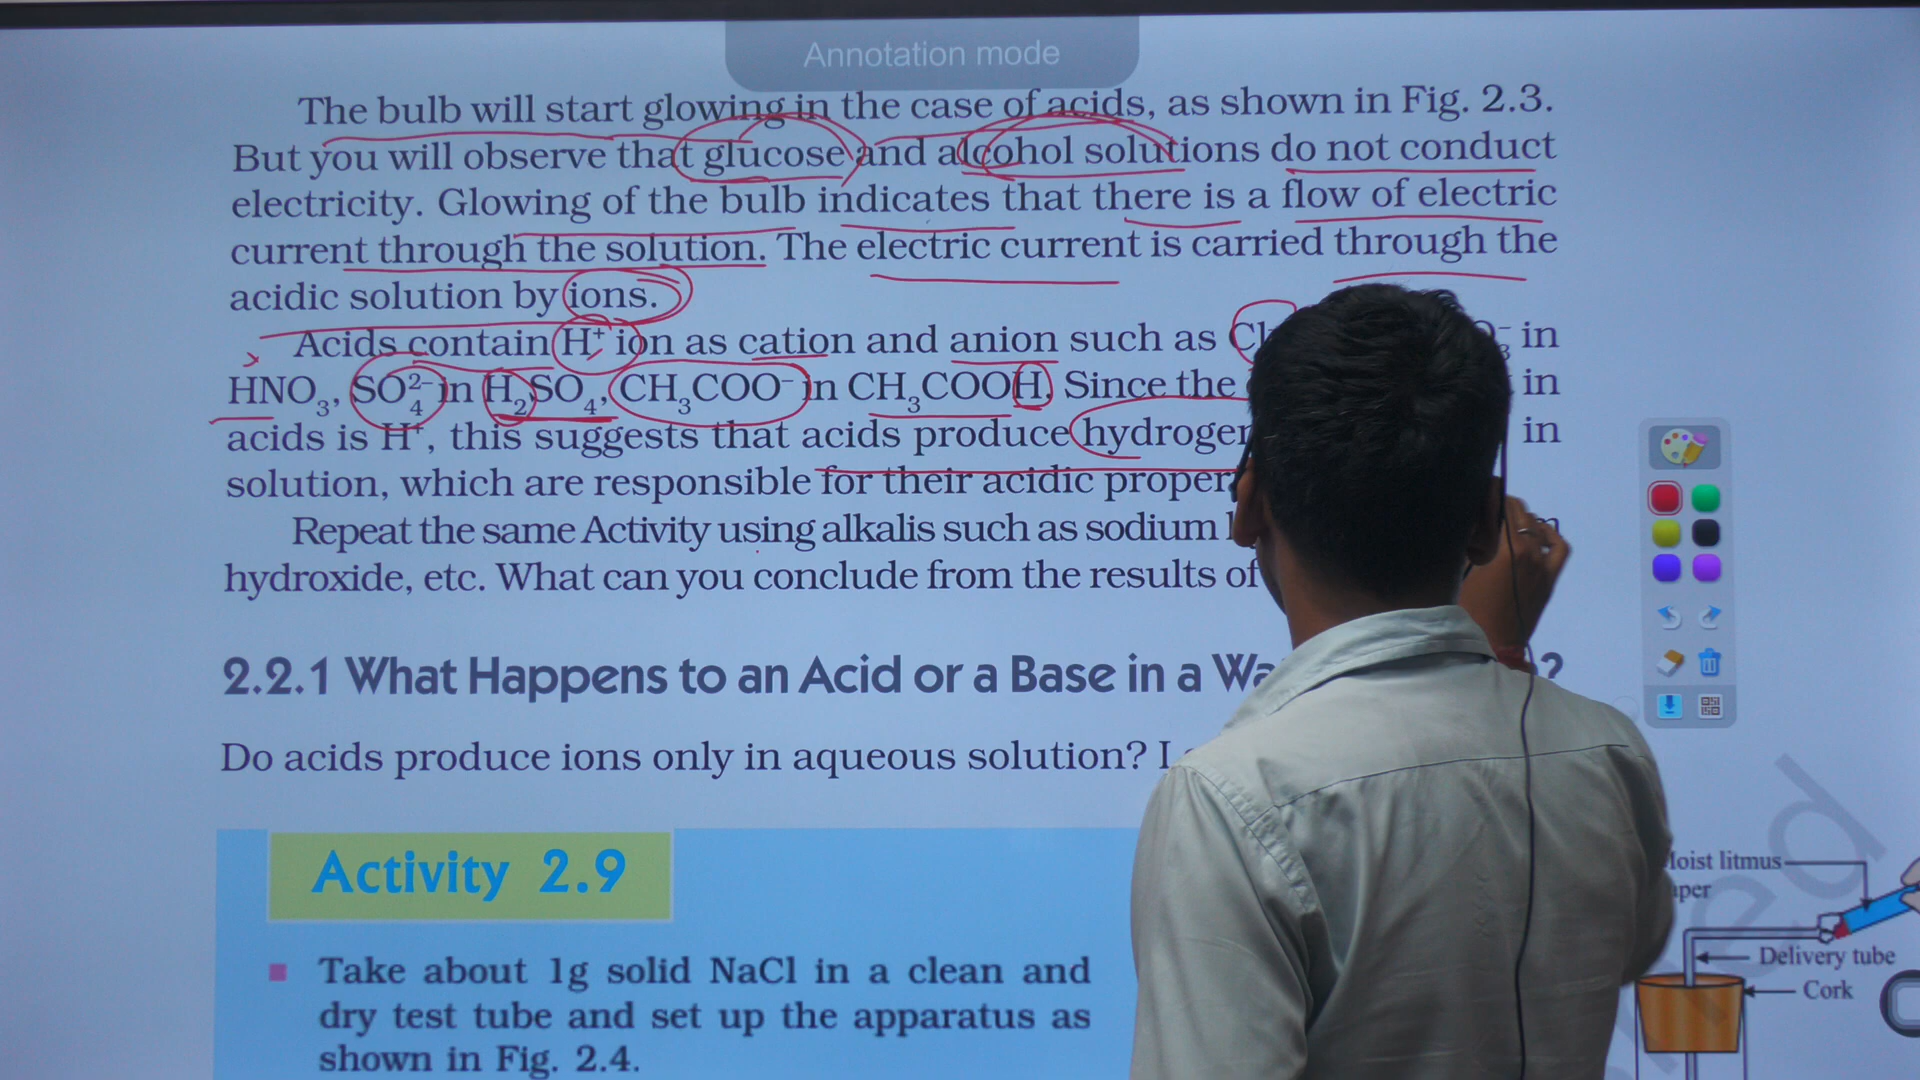 Annotation mode
The bulb will start glowing in the case of acids, as shown in Fig. 2.3.
But you will observe that glucose and alcohol solutions do not conduct
electricity. Glowing of the bulb indicates that there is a flow of electric
current through the solution. The electric current is carried through the
acidic solution by ions.
Acids contain H⁺ ion as cation and anion such as Cl in
HNO₃, SO₄²⁻ in H₂SO₄, CH₃COO⁻ in CH₃COOH. Since the in
acids is H⁺, this suggests that acids produce in
solution, which are responsible for their acidic
Repeat the same Activity using alkalis such as sodium
hydroxide, etc. What can you conclude from the results of
2.2.1 What Happens to an Acid or a Base in a ?
Do acids produce ions only in aqueous solution?
Activity 2.9
Take about 1g solid NaCl in a clean and
dry test tube and set up the apparatus as
shown in Fig. 2.4.
litmus
Delivery tube
Cork